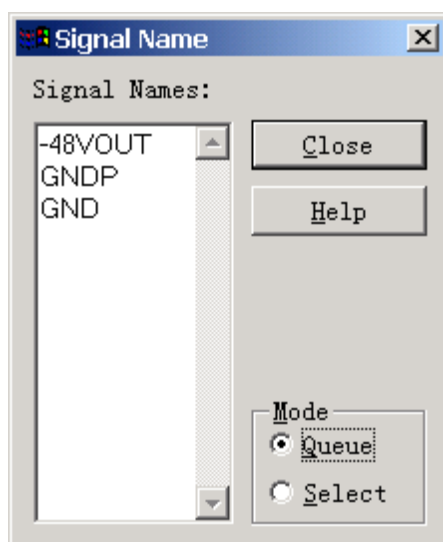 Signal Name
Signal Names:
-48VOUT
GNDP
GND
Close
Help
Mode
Queue
Select